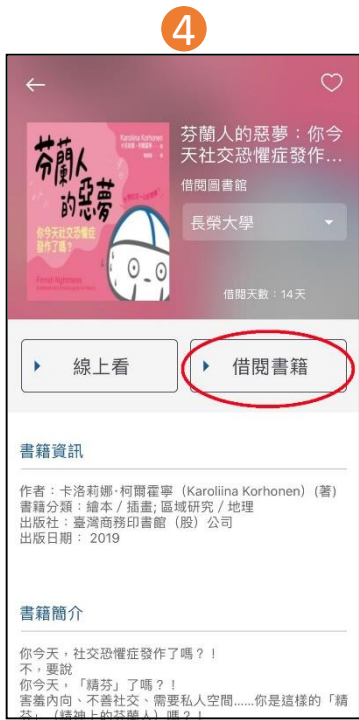 4
芬蘭人的惡夢：你今
天社交恐懼症發作...
借閱圖書館
長榮大學
借閱天數：14天
Karoliina Korhonen
芬蘭人
的惡夢
你今天社交恐懼症
發作了嗎？
Finnish Nightmares
線上看
借閱書籍
書籍資訊
作者：卡洛莉娜‧柯爾霍寧（Karoliina Korhonen）(著)
書籍分類：繪本 / 插畫; 區域研究 / 地理
出版社：臺灣商務印書館（股）公司
出版日期： 2019
書籍簡介
你今天，社交恐懼症發作了嗎？！
不，要說
你今天，「精芬」了嗎？！
害羞內向、不善社交、需要私人空間……你是這樣的「精
芬」（精神上的芬蘭人）嗎？！